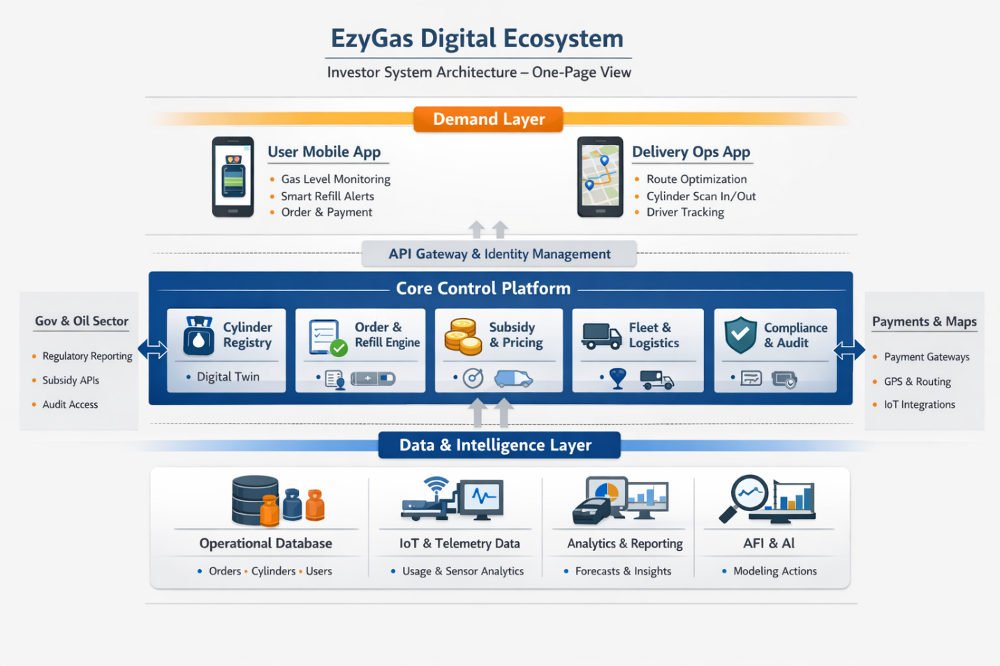 EzyGas Digital Ecosystem
Investor System Architecture – One-Page View
Demand Layer
User Mobile App
• Gas Level Monitoring
• Smart Refill Alerts
• Order & Payment
Delivery Ops App
• Route Optimization
• Cylinder Scan In/Out
• Driver Tracking
API Gateway & Identity Management
Core Control Platform
Gov & Oil Sector
• Regulatory Reporting
• Subsidy APIs
• Audit Access
Cylinder
Registry
• Digital Twin
Order &
Refill Engine
Subsidy
& Pricing
Fleet &
Logistics
Compliance
& Audit
Payments & Maps
• Payment Gateways
• GPS & Routing
• IoT Integrations
Data & Intelligence Layer
Operational Database
• Orders • Cylinders • Users
IoT & Telemetry Data
• Usage & Sensor Analytics
Analytics & Reporting
• Forecasts & Insights
AFI & Al
• Modeling Actions